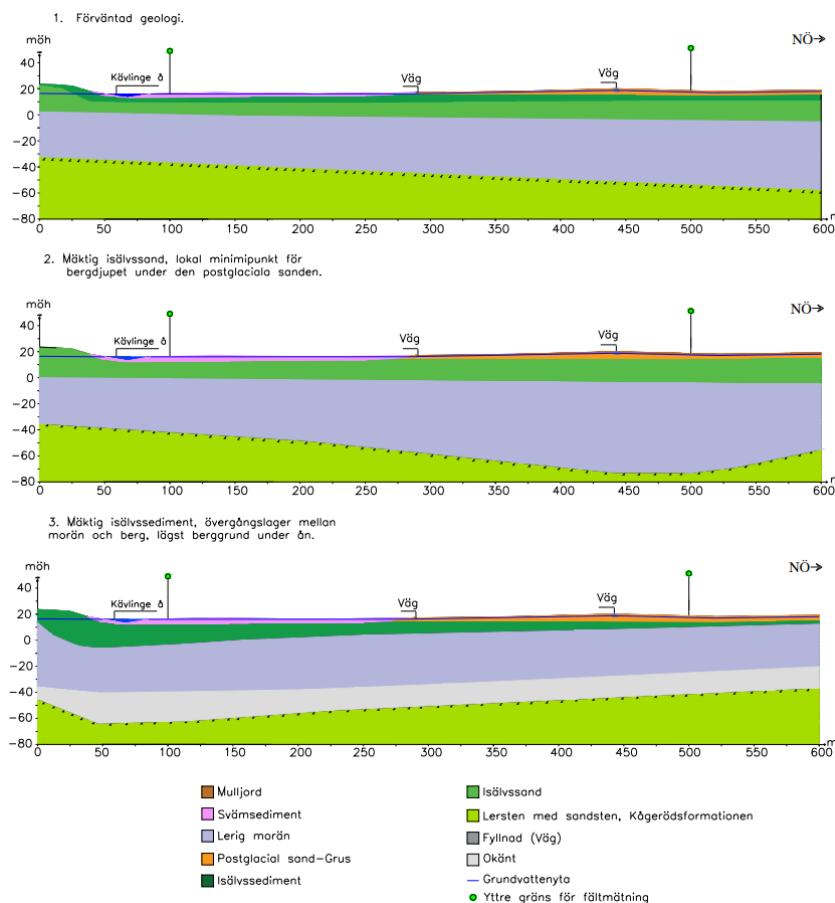 1. Förväntad geologi.
möh
NÖ→
Kävlinge å
Väg
Väg
40
20
0
−20
−40
−60
−80
0 50 100 150 200 250 300 350 400 450 500 550 600
2. Mäktig isälvssand, lokal minimipunkt för
bergdjupet under den postglaciala sanden.
möh
NÖ→
Kävlinge å
Väg
Väg
40
20
0
−20
−40
−60
−80
0 50 100 150 200 250 300 350 400 450 500 550 600
3. Mäktig isälvssediment, övergångslager mellan
morän och berg, lägst berggrund under ån.
möh
NÖ→
Kävlinge å
Väg
Väg
40
20
0
−20
−40
−60
−80
0 50 100 150 200 250 300 350 400 450 500 550 600 m
Mulljord
Svämsediment
Lerig morän
Postglacial sand−Grus
Isälvssediment
Isälvssand
Lersten med sandsten, Kågerödsformationen
Fyllnad (Väg)
Okänt
Grundvattenyta
Yttre gräns för fältmätning